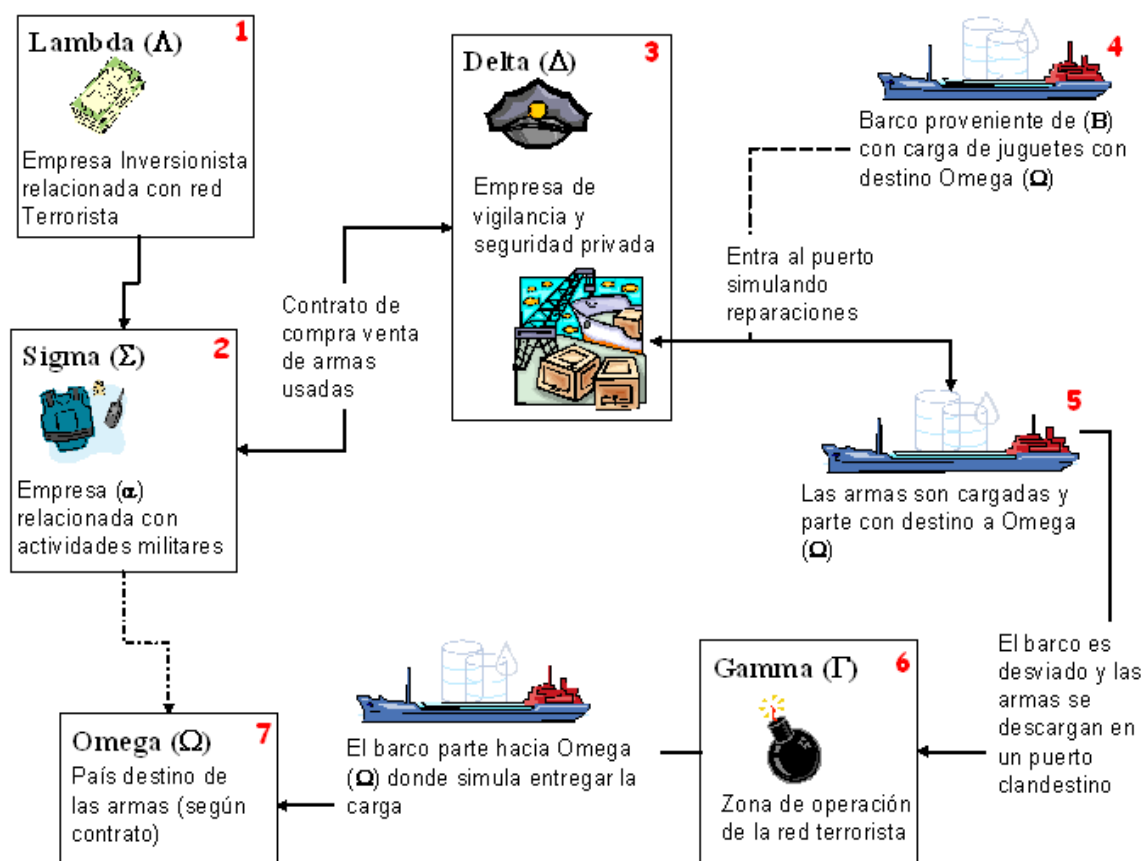 Lambda (Λ)
1
Empresa Inversionista
relacionada con red
Terrorista
Sigma (Σ)
2
Empresa (α)
relacionada con
actividades militares
Contrato de
compra venta
de armas
usadas
Delta (Δ)
3
Empresa de
vigilancia y
seguridad privada
4
Barco proveniente de (B)
con carga de juguetes con
destino Omega (Ω)
Entra al puerto
simulando
reparaciones
5
Las armas son cargadas y
parte con destino a Omega
(Ω)
El barco es
desviado y las
armas se
descargan en
un puerto
clandestino
Gamma (Γ)
6
Zona de operación
de la red terrorista
El barco parte hacia Omega
(Ω) donde simula entregar la
carga
Omega (Ω)
7
País destino de
las armas (según
contrato)